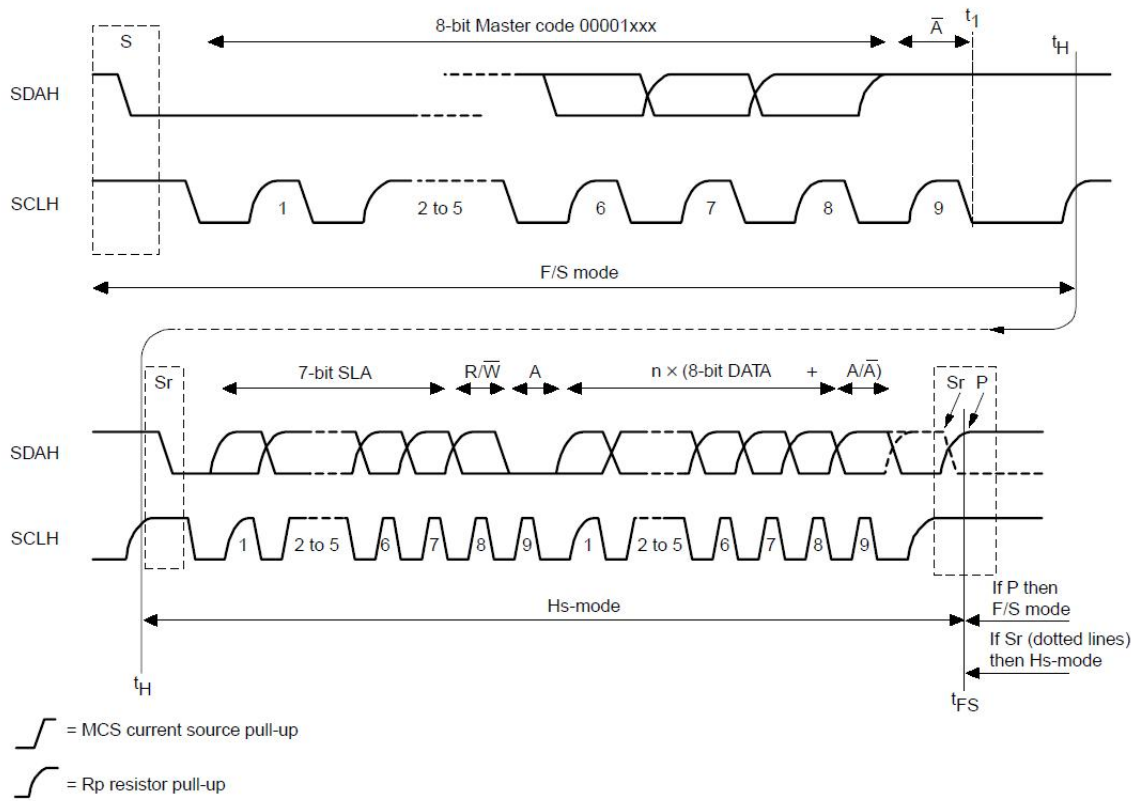 8-bit Master code 00001xxx
A̅
t1
S
tH
SDAH
SCLH
1
2 to 5
6
7
8
9
F/S mode
Sr
7-bit SLA
R/W̅
A
n × (8-bit DATA
+
A/A̅)
Sr
P
SDAH
SCLH
1
2 to 5
6
7
8
9
1
2 to 5
6
7
8
9
If P then
F/S mode
Hs-mode
If Sr (dotted lines)
then Hs-mode
tH
tFS
= MCS current source pull-up
= Rp resistor pull-up